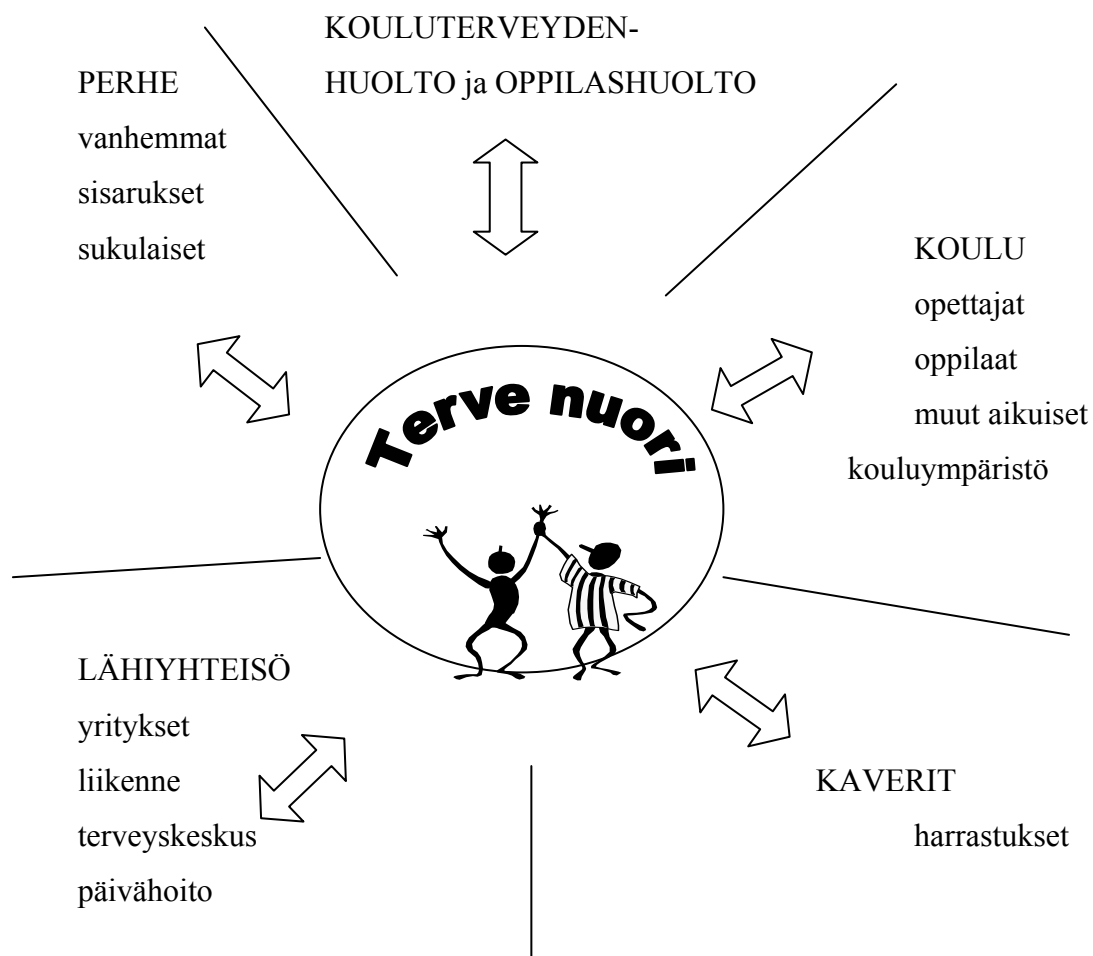 KOULUTERVEYDEN-
HUOLTO ja OPPILASHUOLTO
PERHE
vanhemmat
sisarukset
sukulaiset
KOULU
opettajat
oppilaat
muut aikuiset
kouluympäristö
Terve nuori
LÄHIYHTEISÖ
yritykset
liikenne
terveyskeskus
päivähoito
KAVERIT
harrastukset